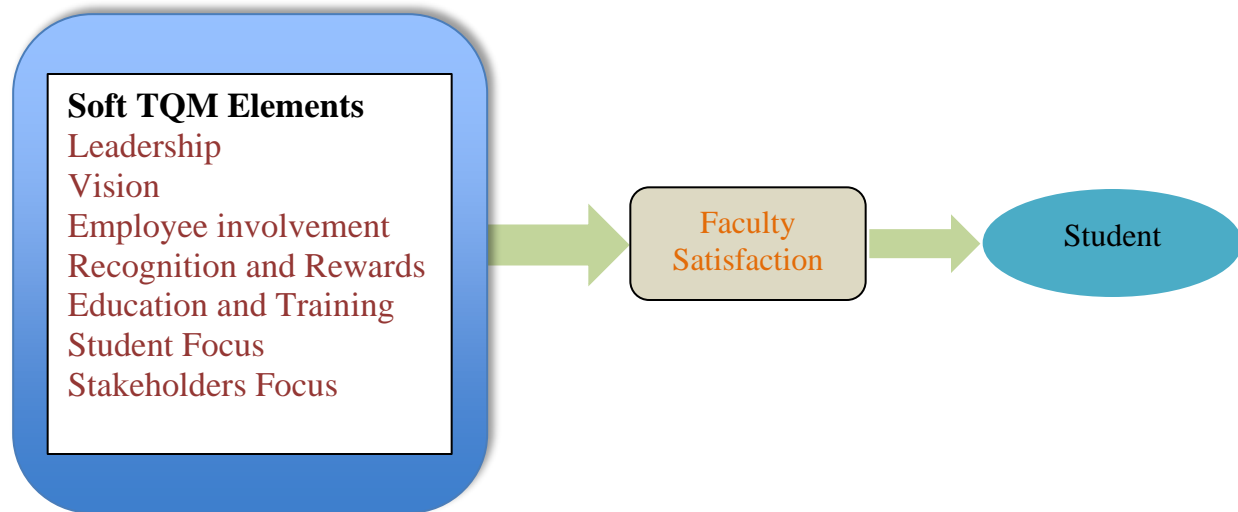 Soft TQM Elements
Leadership
Vision
Employee involvement
Recognition and Rewards
Education and Training
Student Focus
Stakeholders Focus
Faculty
Satisfaction
Student